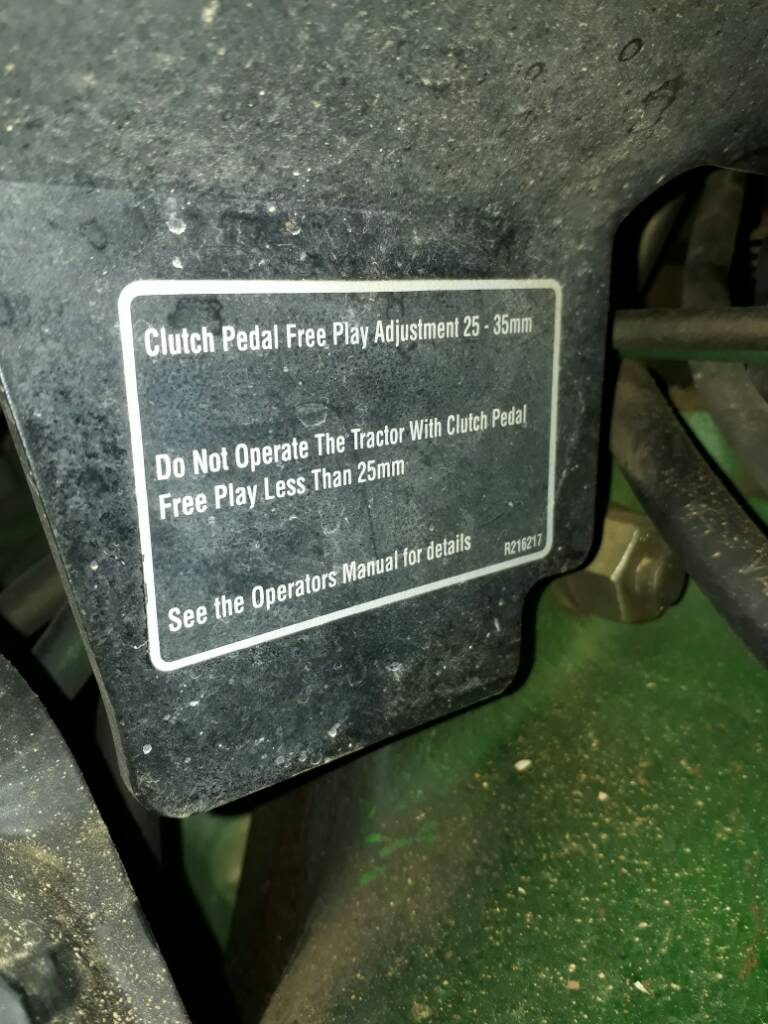 Clutch Pedal Free Play Adjustment 25 - 35mm
Do Not Operate The Tractor With Clutch Pedal
Free Play Less Than 25mm
See the Operators Manual for details
R216217